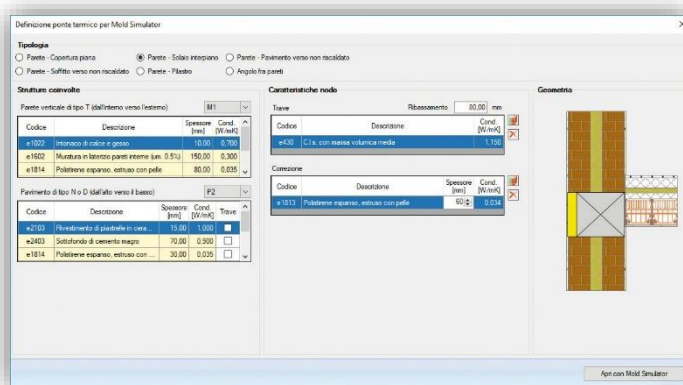 Definizione ponte termico per Mold Simulator
Tipologia
Parete - Copertura piana Parete - Solaio interpiano Parete - Pavimento verso non riscaldato
Parete - Soffitto verso non riscaldato Parete - Pilastro Angolo fra pareti
Strutture coinvolte
Parete verticale di tipo T (dall'interno verso l'esterno) M1
Codice Descrizione Spessore [mm] Cond. [W/mK]
e1022 Intonaco di calce e gesso 10,00 0,700
e1602 Muratura in laterizio pareti interne (um. 0.5%) 150,00 0,300
e1814 Polistirene espanso, estruso con pelle 80,00 0,035
Pavimento di tipo N o D (dall'alto verso il basso) P2
Codice Descrizione Spessore [mm] Cond. [W/mK] Trave
e2103 Rivestimento di piastrelle in cera... 15,00 1,000
e2403 Sottofondo di cemento magro 70,00 0,900
e1814 Polistirene espanso, estruso con ... 30,00 0,035
Caratteristiche nodo
Trave Ribassamento 80,00 mm
Codice Descrizione Cond. [W/mK]
e430 C.l.s. con massa volumica media 1,150
Correzione
Codice Descrizione Spessore [mm] Cond. [W/mK]
e1813 Polistirene espanso, estruso con pelle 60 0,034
Geometria
Apri con Mold Simulator